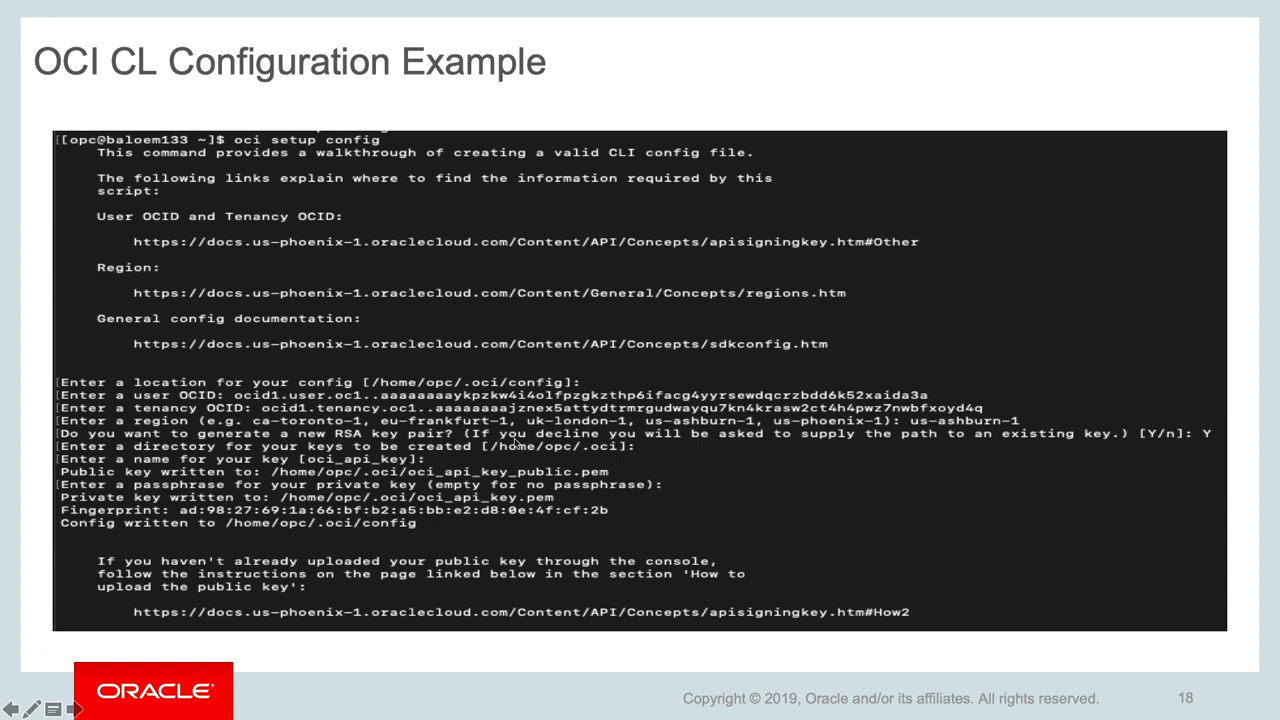 OCI CL Configuration Example
[[opc@baloem133 ~]$ oci setup config
This command provides a walkthrough of creating a valid CLI config file.
The following links explain where to find the information required by this
script:
User OCID and Tenancy OCID:
https://docs.us-phoenix-1.oraclecloud.com/Content/API/Concepts/apisigningkey.htm#Other
Region:
https://docs.us-phoenix-1.oraclecloud.com/Content/General/Concepts/regions.htm
General config documentation:
https://docs.us-phoenix-1.oraclecloud.com/Content/API/Concepts/sdkconfig.htm
[Enter a location for your config [/home/opc/.oci/config]:
[Enter a user OCID: ocid1.user.oc1..aaaaaaaaykpzkw4i4olfpzgkzthp6ifacg4yyrsewdqcrzbdd6k52xaida3a
[Enter a tenancy OCID: ocid1.tenancy.oc1..aaaaaaaajznex5attydtrmrgudwayqu7kn4krasw2ct4h4pwz7nwbfxoyd4q
[Enter a region (e.g. ca-toronto-1, eu-frankfurt-1, uk-london-1, us-ashburn-1, us-phoenix-1): us-ashburn-1
[Do you want to generate a new RSA key pair? (If you decline you will be asked to supply the path to an existing key.) [Y/n]: Y
[Enter a directory for your keys to be created [/home/opc/.oci]:
[Enter a name for your key [oci_api_key]:
Public key written to: /home/opc/.oci/oci_api_key_public.pem
[Enter a passphrase for your private key (empty for no passphrase):
Private key written to: /home/opc/.oci/oci_api_key.pem
Fingerprint: ad:98:27:69:1a:66:bf:b2:a5:bb:e2:d8:0e:4f:cf:2b
Config written to /home/opc/.oci/config
If you haven't already uploaded your public key through the console,
follow the instructions on the page linked below in the section 'How to
upload the public key':
https://docs.us-phoenix-1.oraclecloud.com/Content/API/Concepts/apisigningkey.htm#How2
ORACLE®
Copyright © 2019, Oracle and/or its affiliates. All rights reserved.
18